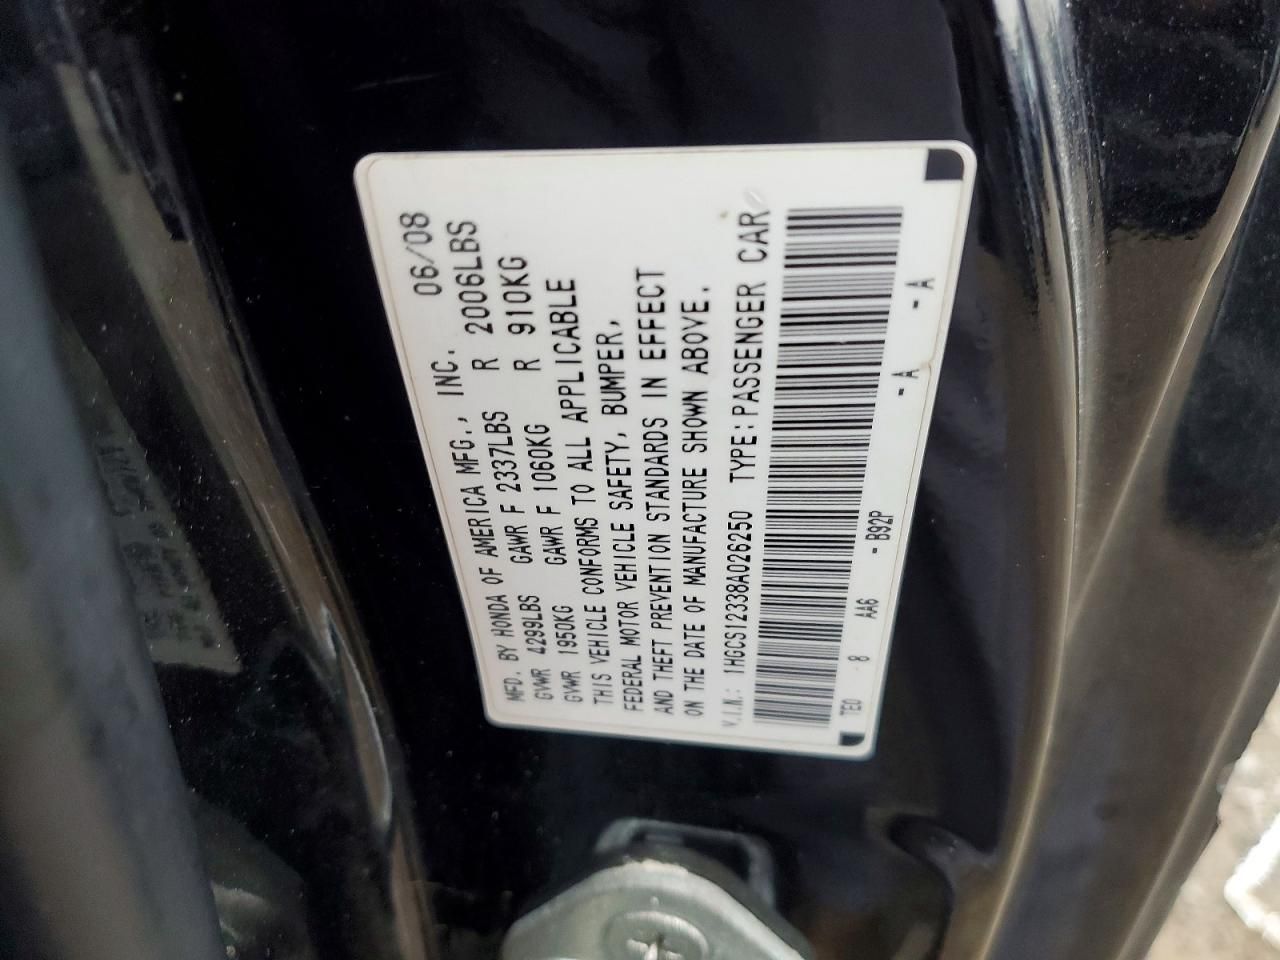 MFD. BY HONDA OF AMERICA MFG., INC. 06/08
GVWR 4299LBS GAWR F 2337LBS R 2006LBS
GVWR 1950KG GAWR F 1060KG R 910KG
THIS VEHICLE CONFORMS TO ALL APPLICABLE
FEDERAL MOTOR VEHICLE SAFETY, BUMPER,
AND THEFT PREVENTION STANDARDS IN EFFECT
ON THE DATE OF MANUFACTURE SHOWN ABOVE.
V.I.N.: 1HGCS12338A026250 TYPE:PASSENGER CAR
TE0 8 AA6 - B92P - A - A